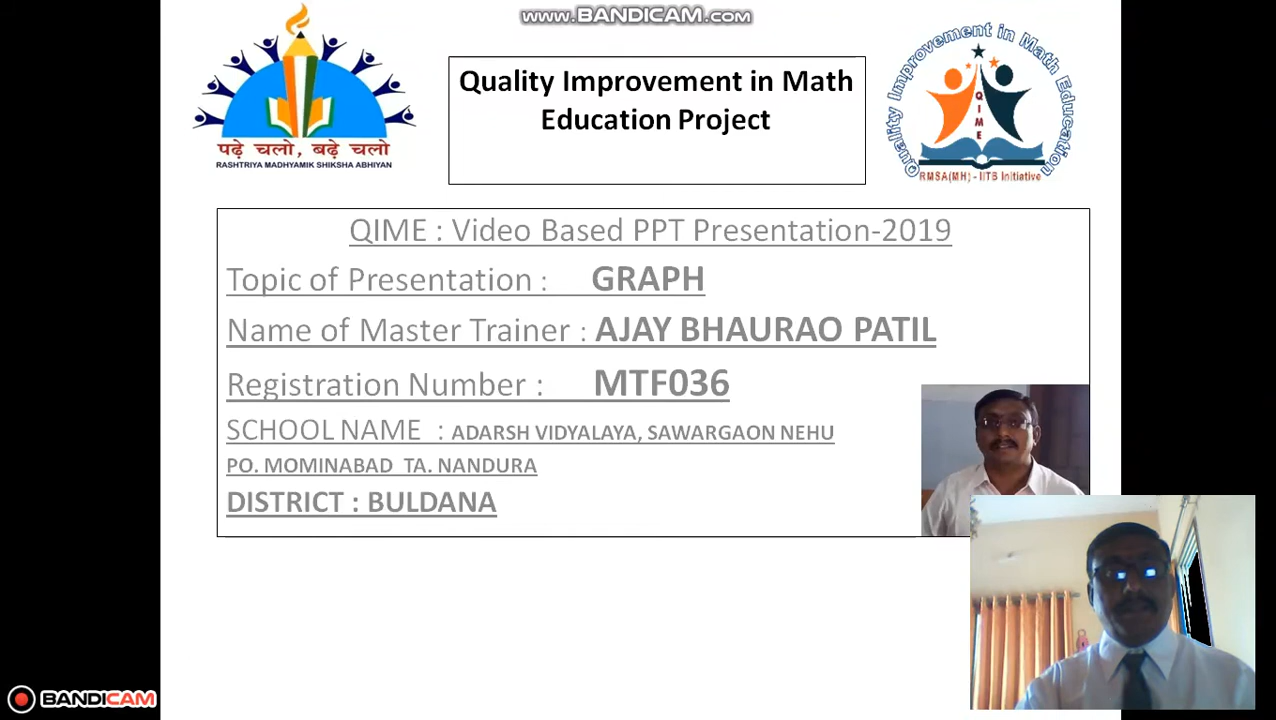 www.BANDICAM.com
Quality Improvement in Math
Education Project
पढ़े चलो, बढ़े चलो
RASHTRIYA MADHYAMIK SHIKSHA ABHIYAN
Quality Improvement in Math Education
QIME
RMSA(MH) - IITB Initiative
QIME : Video Based PPT Presentation-2019
Topic of Presentation : GRAPH
Name of Master Trainer : AJAY BHAURAO PATIL
Registration Number : MTF036
SCHOOL NAME : ADARSH VIDYALAYA, SAWARGAON NEHU
PO. MOMINABAD TA. NANDURA
DISTRICT : BULDANA
BANDICAM